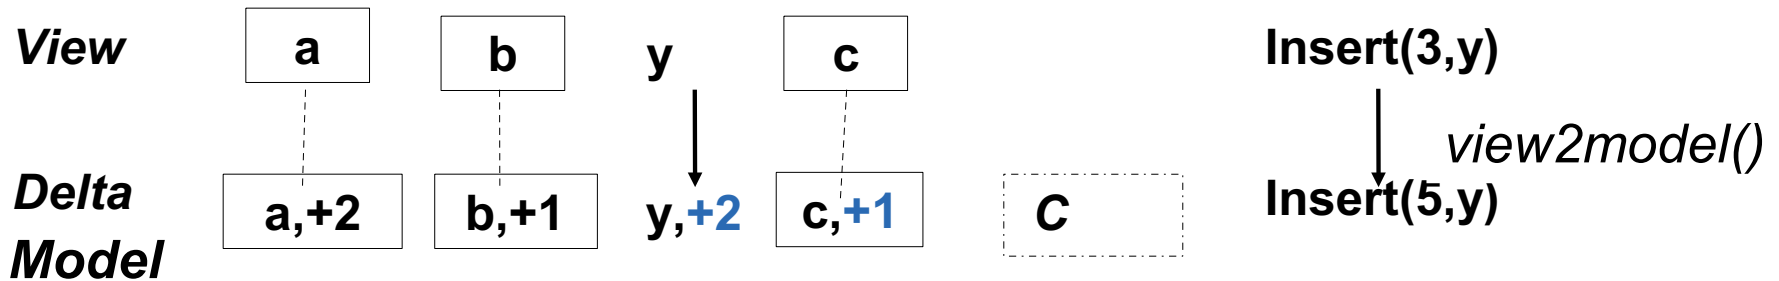 View a b y c Insert(3,y)
view2model()
Delta Model a,+2 b,+1 y,+2 c,+1 C Insert(5,y)